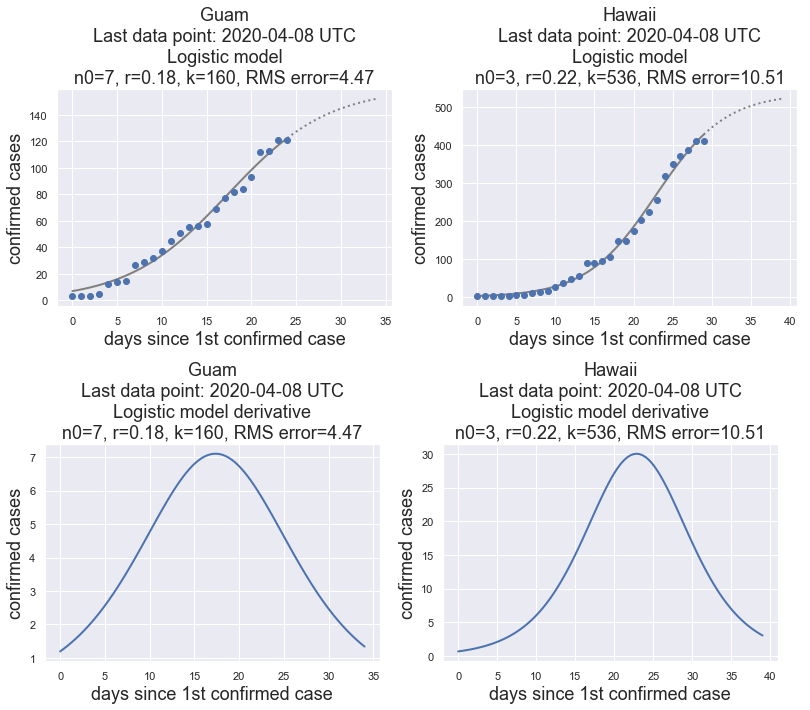 Guam
Last data point: 2020-04-08 UTC
Logistic model
n0=7, r=0.18, k=160, RMS error=4.47
140
120
100
80
60
40
20
0
confirmed cases
0 5 10 15 20 25 30 35
days since 1st confirmed case
Hawaii
Last data point: 2020-04-08 UTC
Logistic model
n0=3, r=0.22, k=536, RMS error=10.51
500
400
300
200
100
0
confirmed cases
0 5 10 15 20 25 30 35 40
days since 1st confirmed case
Guam
Last data point: 2020-04-08 UTC
Logistic model derivative
n0=7, r=0.18, k=160, RMS error=4.47
7
6
5
4
3
2
1
confirmed cases
0 5 10 15 20 25 30 35
days since 1st confirmed case
Hawaii
Last data point: 2020-04-08 UTC
Logistic model derivative
n0=3, r=0.22, k=536, RMS error=10.51
30
25
20
15
10
5
0
confirmed cases
0 5 10 15 20 25 30 35 40
days since 1st confirmed case